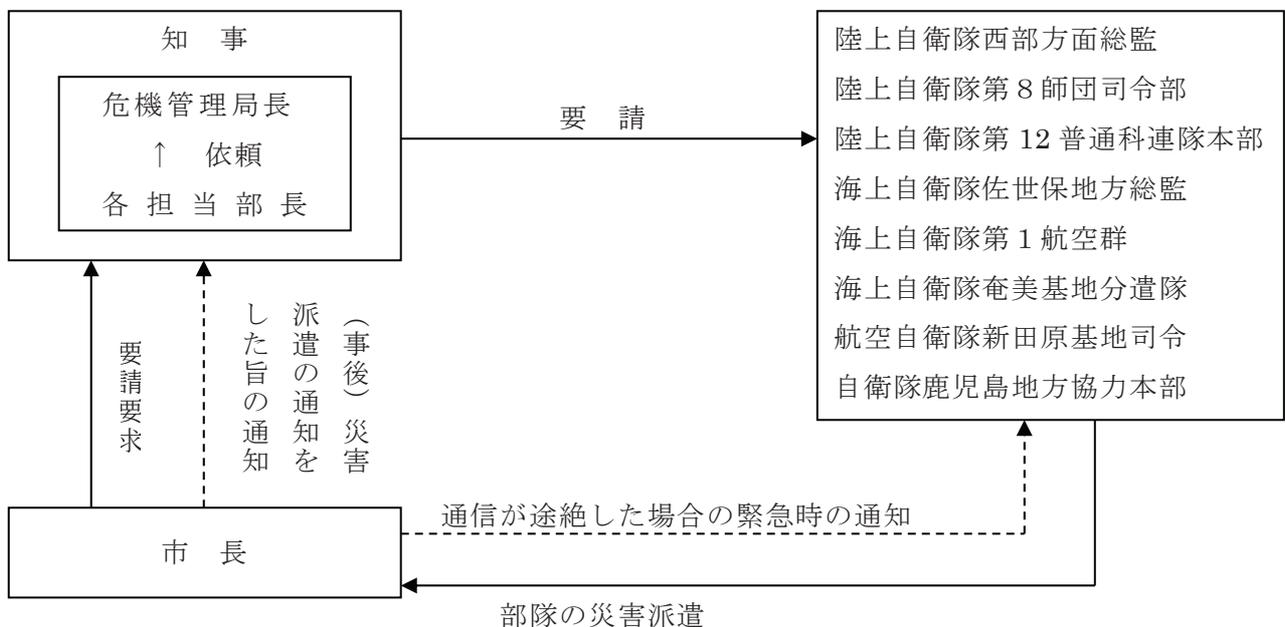 知　事
危機管理局長
↑　依頼
各 担 当 部 長
要　請
陸上自衛隊西部方面総監
陸上自衛隊第８師団司令部
陸上自衛隊第 12 普通科連隊本部
海上自衛隊佐世保地方総監
海上自衛隊第 1 航空群
海上自衛隊奄美基地分遣隊
航空自衛隊新田原基地司令
自衛隊鹿児島地方協力本部
要請要求
（事後）災害
派遣の通知を
した旨の通知
市　長
通信が途絶した場合の緊急時の通知
部隊の災害派遣